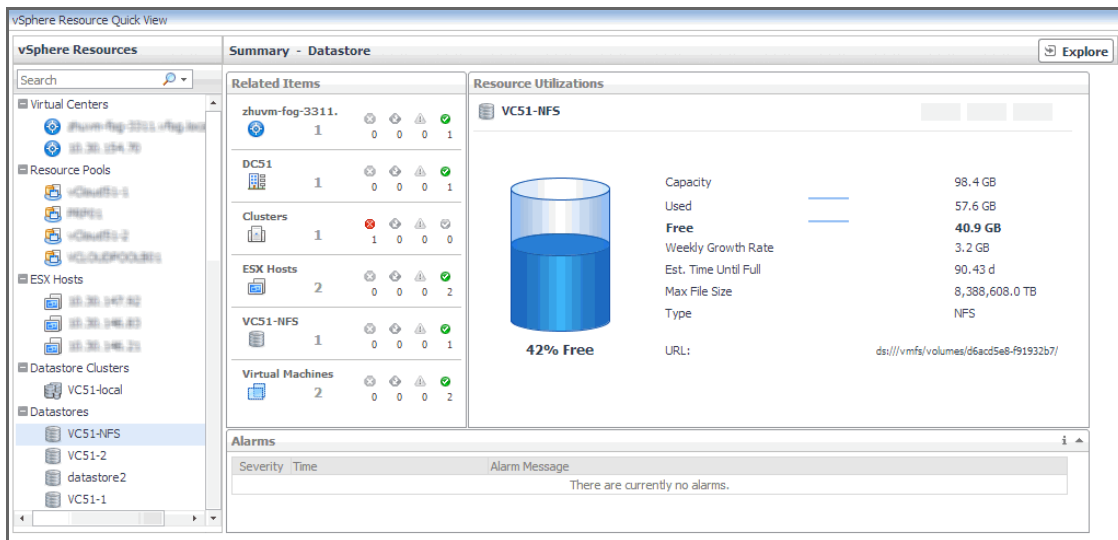 vSphere Resource Quick View
vSphere Resources
Summary - Datastore
Explore
Search
Virtual Centers
Resource Pools
ESX Hosts
Datastore Clusters
VC51-local
Datastores
VC51-NFS
VC51-2
datastore2
VC51-1
Related Items
zhuvm-fog-3311.
1 0 0 0 1
DC51
1 0 0 0 1
Clusters
1 1 0 0 0
ESX Hosts
2 0 0 0 2
VC51-NFS
1 0 0 0 1
Virtual Machines
2 0 0 0 2
Resource Utilizations
VC51-NFS
42% Free
Capacity 98.4 GB
Used 57.6 GB
Free 40.9 GB
Weekly Growth Rate 3.2 GB
Est. Time Until Full 90.43 d
Max File Size 8,388,608.0 TB
Type NFS
URL: ds:///vmfs/volumes/d6acd5e8-f91932b7/
Alarms
Severity Time Alarm Message
There are currently no alarms.